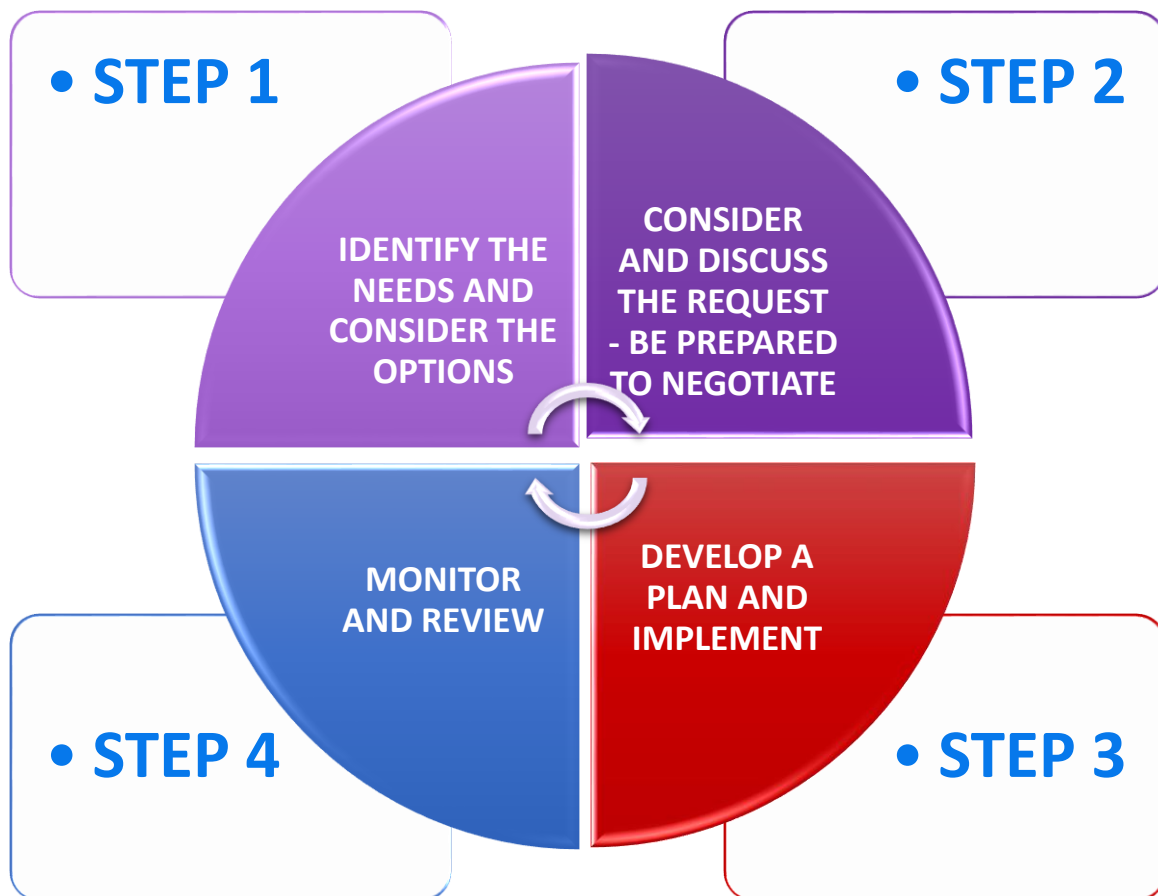 • STEP 1
IDENTIFY THE
NEEDS AND
CONSIDER THE
OPTIONS
• STEP 2
CONSIDER
AND DISCUSS
THE REQUEST
- BE PREPARED
TO NEGOTIATE
• STEP 3
DEVELOP A
PLAN AND
IMPLEMENT
• STEP 4
MONITOR
AND REVIEW